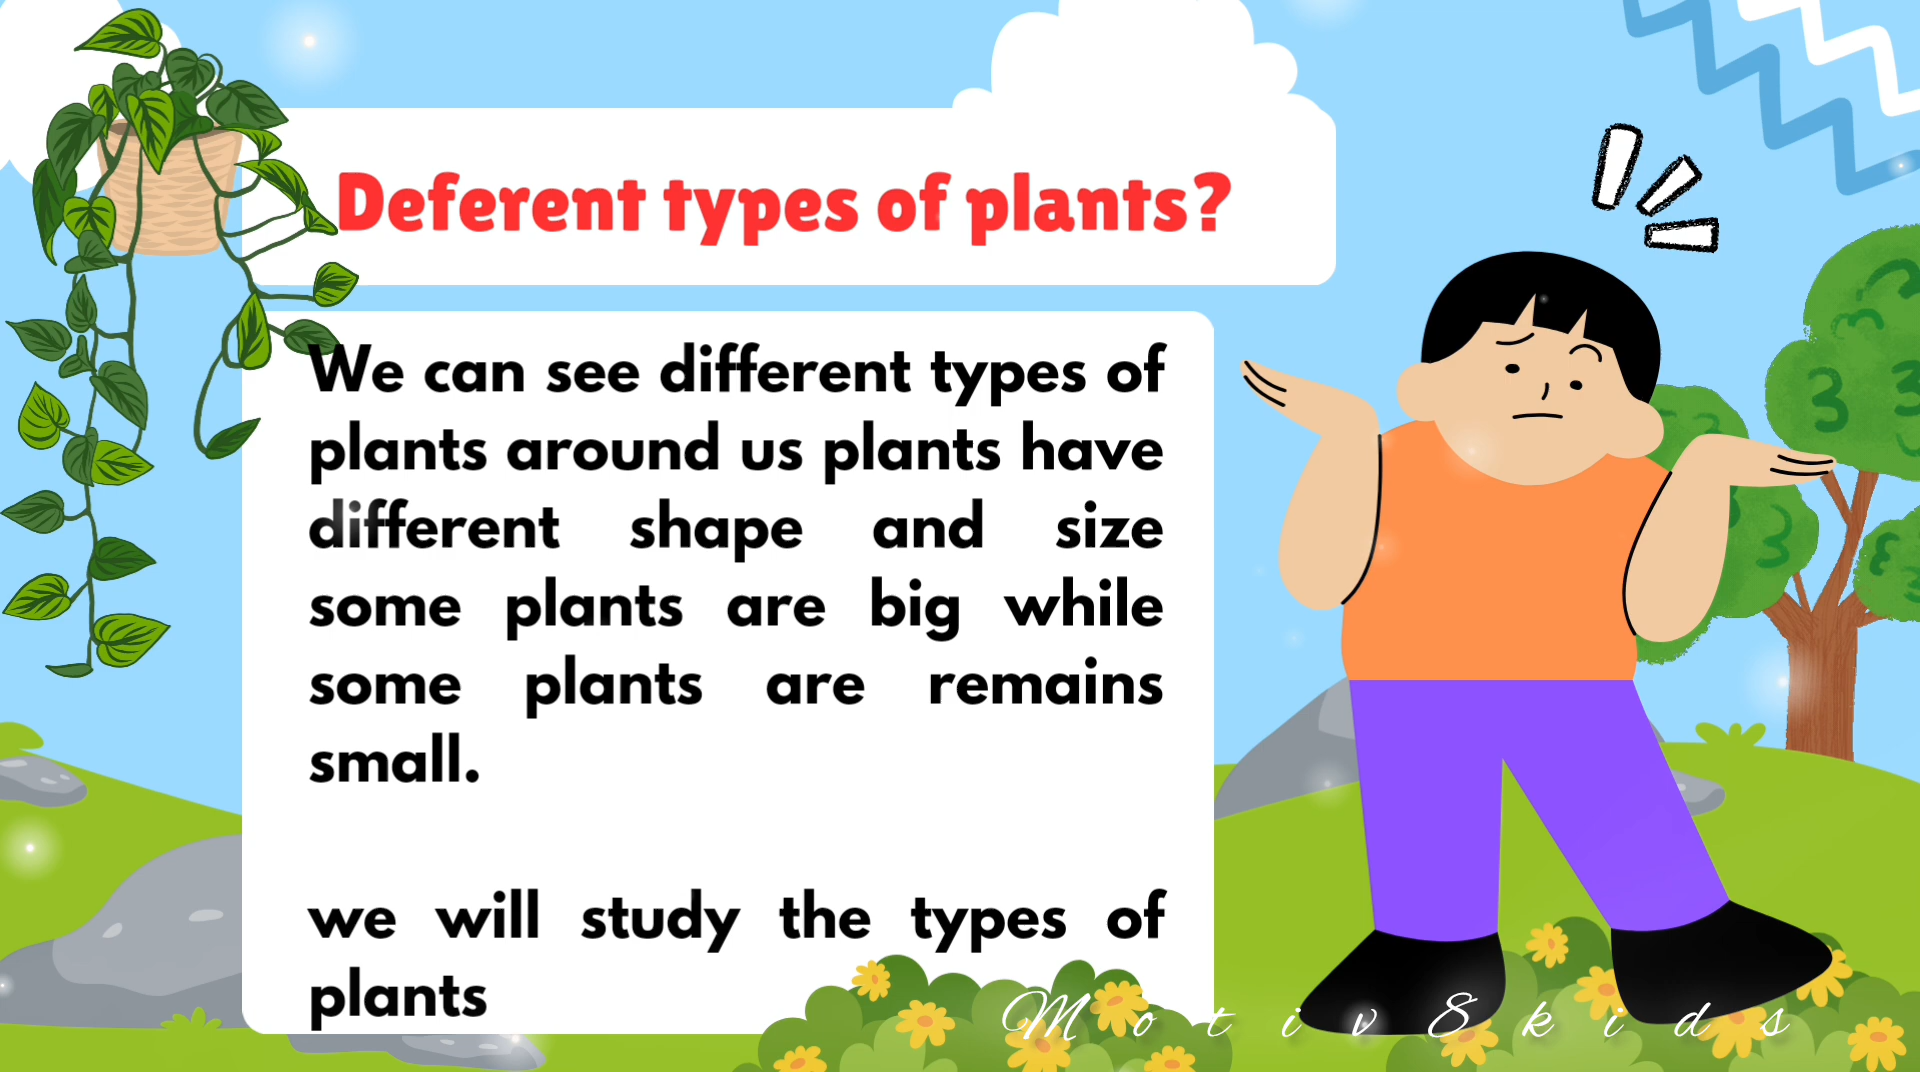 Deferent types of plants?
We can see different types of
plants around us plants have
different shape and size
some plants are big while
some plants are remains
small.
we will study the types of
plants
Motiv8kids